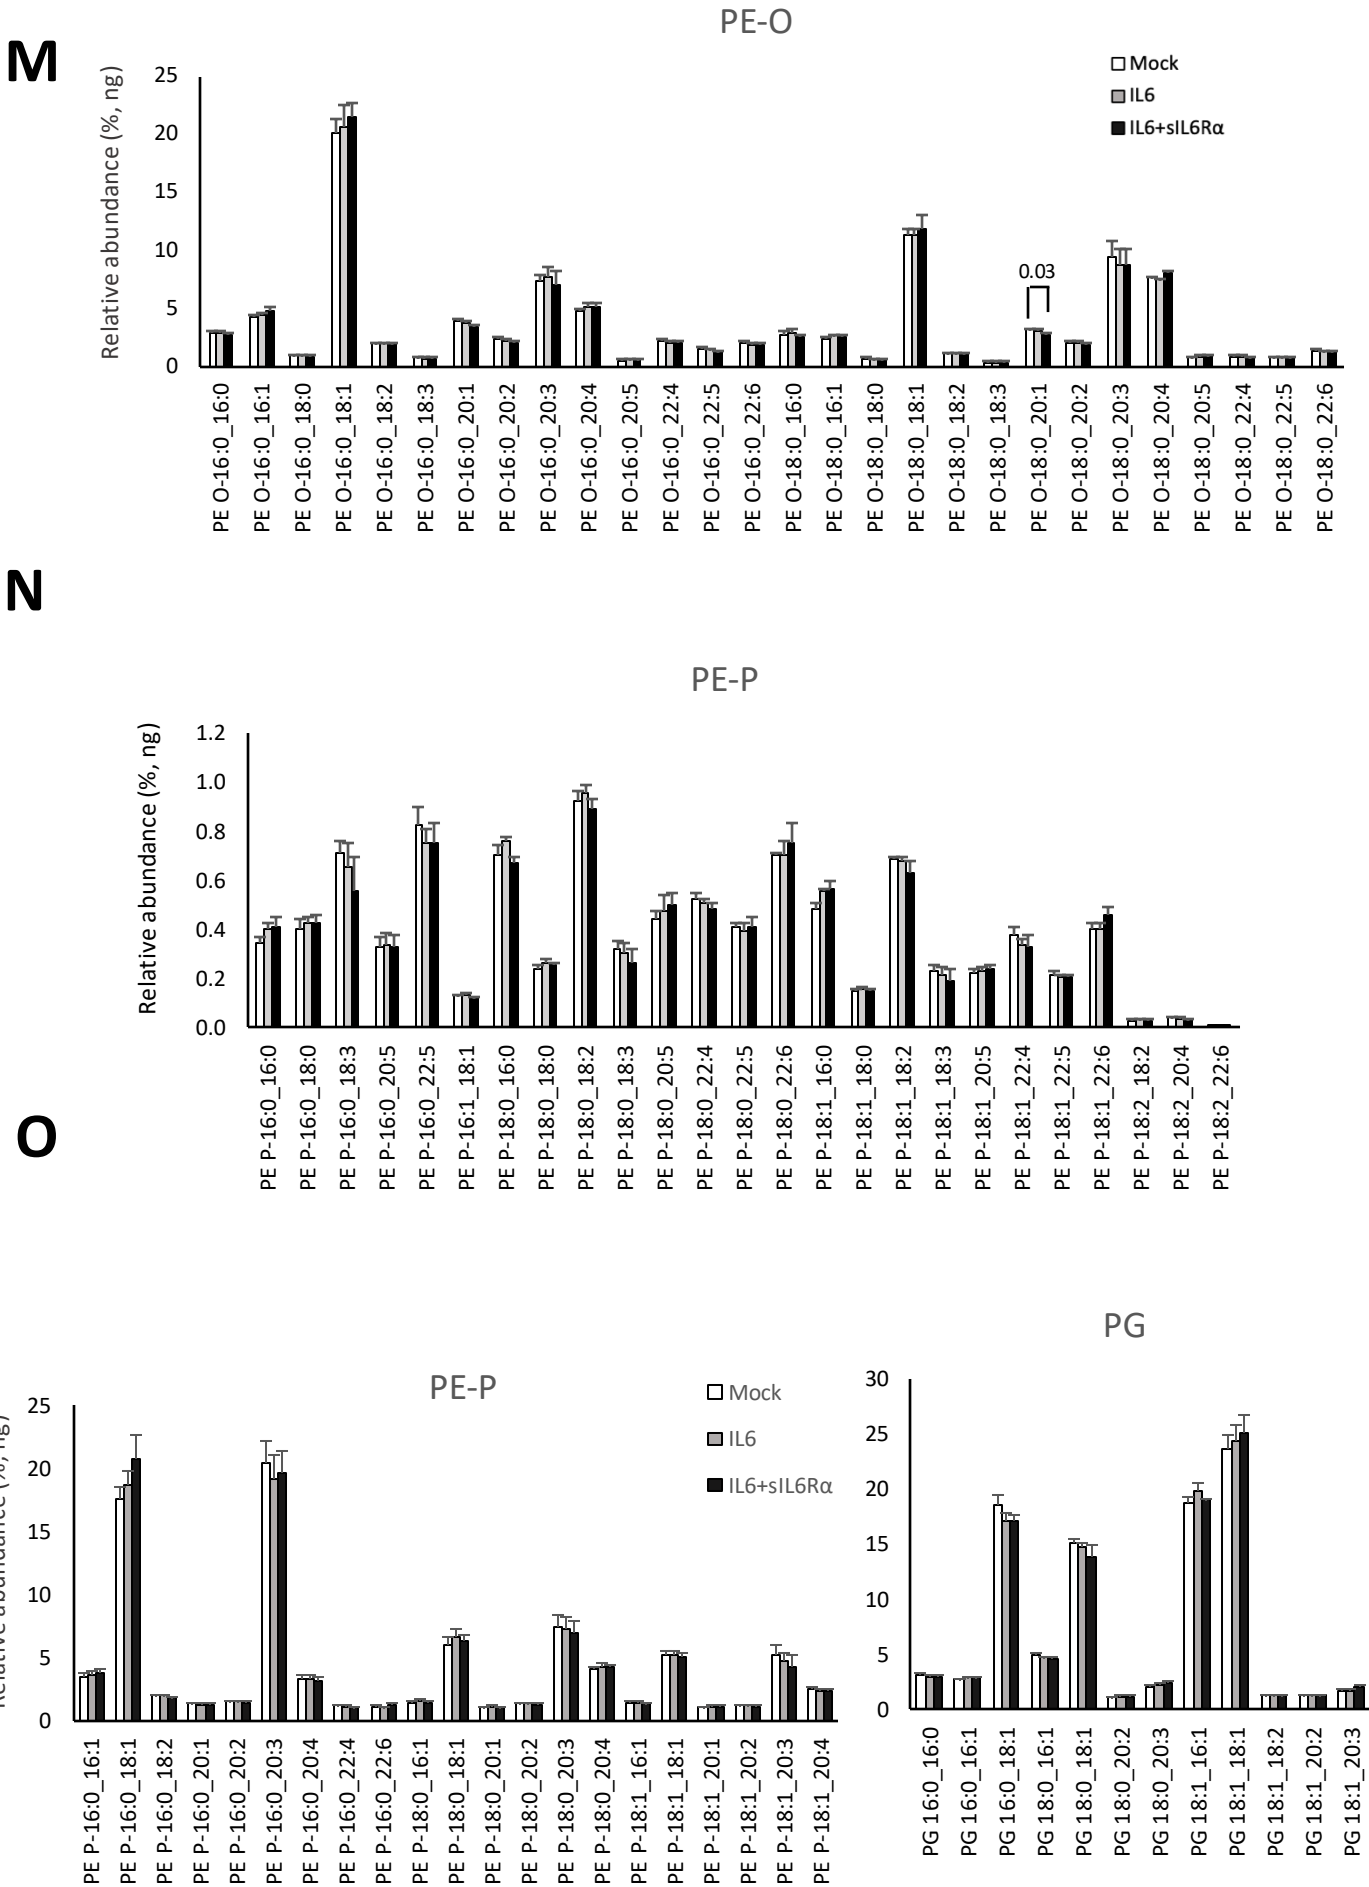 M
PE-O
Relative abundance (%, ng)
25
20
15
10
5
0
Mock
IL6
IL6+sIL6Rα
0.03
PE O-16:0_16:0
PE O-16:0_16:1
PE O-16:0_18:0
PE O-16:0_18:1
PE O-16:0_18:2
PE O-16:0_18:3
PE O-16:0_20:1
PE O-16:0_20:2
PE O-16:0_20:3
PE O-16:0_20:4
PE O-16:0_20:5
PE O-16:0_22:4
PE O-16:0_22:5
PE O-16:0_22:6
PE O-18:0_16:0
PE O-18:0_16:1
PE O-18:0_18:0
PE O-18:0_18:1
PE O-18:0_18:2
PE O-18:0_18:3
PE O-18:0_20:1
PE O-18:0_20:2
PE O-18:0_20:3
PE O-18:0_20:4
PE O-18:0_20:5
PE O-18:0_22:4
PE O-18:0_22:5
PE O-18:0_22:6
N
PE-P
Relative abundance (%, ng)
1.2
1.0
0.8
0.6
0.4
0.2
0.0
PE P-16:0_16:0
PE P-16:0_18:0
PE P-16:0_18:3
PE P-16:0_20:5
PE P-16:0_22:5
PE P-16:1_18:1
PE P-18:0_16:0
PE P-18:0_18:0
PE P-18:0_18:2
PE P-18:0_18:3
PE P-18:0_20:5
PE P-18:0_22:4
PE P-18:0_22:5
PE P-18:0_22:6
PE P-18:1_16:0
PE P-18:1_18:0
PE P-18:1_18:2
PE P-18:1_18:3
PE P-18:1_20:5
PE P-18:1_22:4
PE P-18:1_22:5
PE P-18:1_22:6
PE P-18:2_18:2
PE P-18:2_20:4
PE P-18:2_22:6
O
PE-P
Relative abundance (%, ng)
25
20
15
10
5
0
Mock
IL6
IL6+sIL6Rα
PE P-16:0_16:1
PE P-16:0_18:1
PE P-16:0_18:2
PE P-16:0_20:1
PE P-16:0_20:2
PE P-16:0_20:3
PE P-16:0_20:4
PE P-16:0_22:4
PE P-16:0_22:6
PE P-18:0_16:1
PE P-18:0_18:1
PE P-18:0_20:1
PE P-18:0_20:2
PE P-18:0_20:3
PE P-18:0_20:4
PE P-18:1_16:1
PE P-18:1_18:1
PE P-18:1_20:1
PE P-18:1_20:2
PE P-18:1_20:3
PE P-18:1_20:4
PG
30
25
20
15
10
5
0
PG 16:0_16:0
PG 16:0_16:1
PG 16:0_18:1
PG 18:0_16:1
PG 18:0_18:1
PG 18:0_20:2
PG 18:0_20:3
PG 18:1_16:1
PG 18:1_18:1
PG 18:1_18:2
PG 18:1_20:2
PG 18:1_20:3